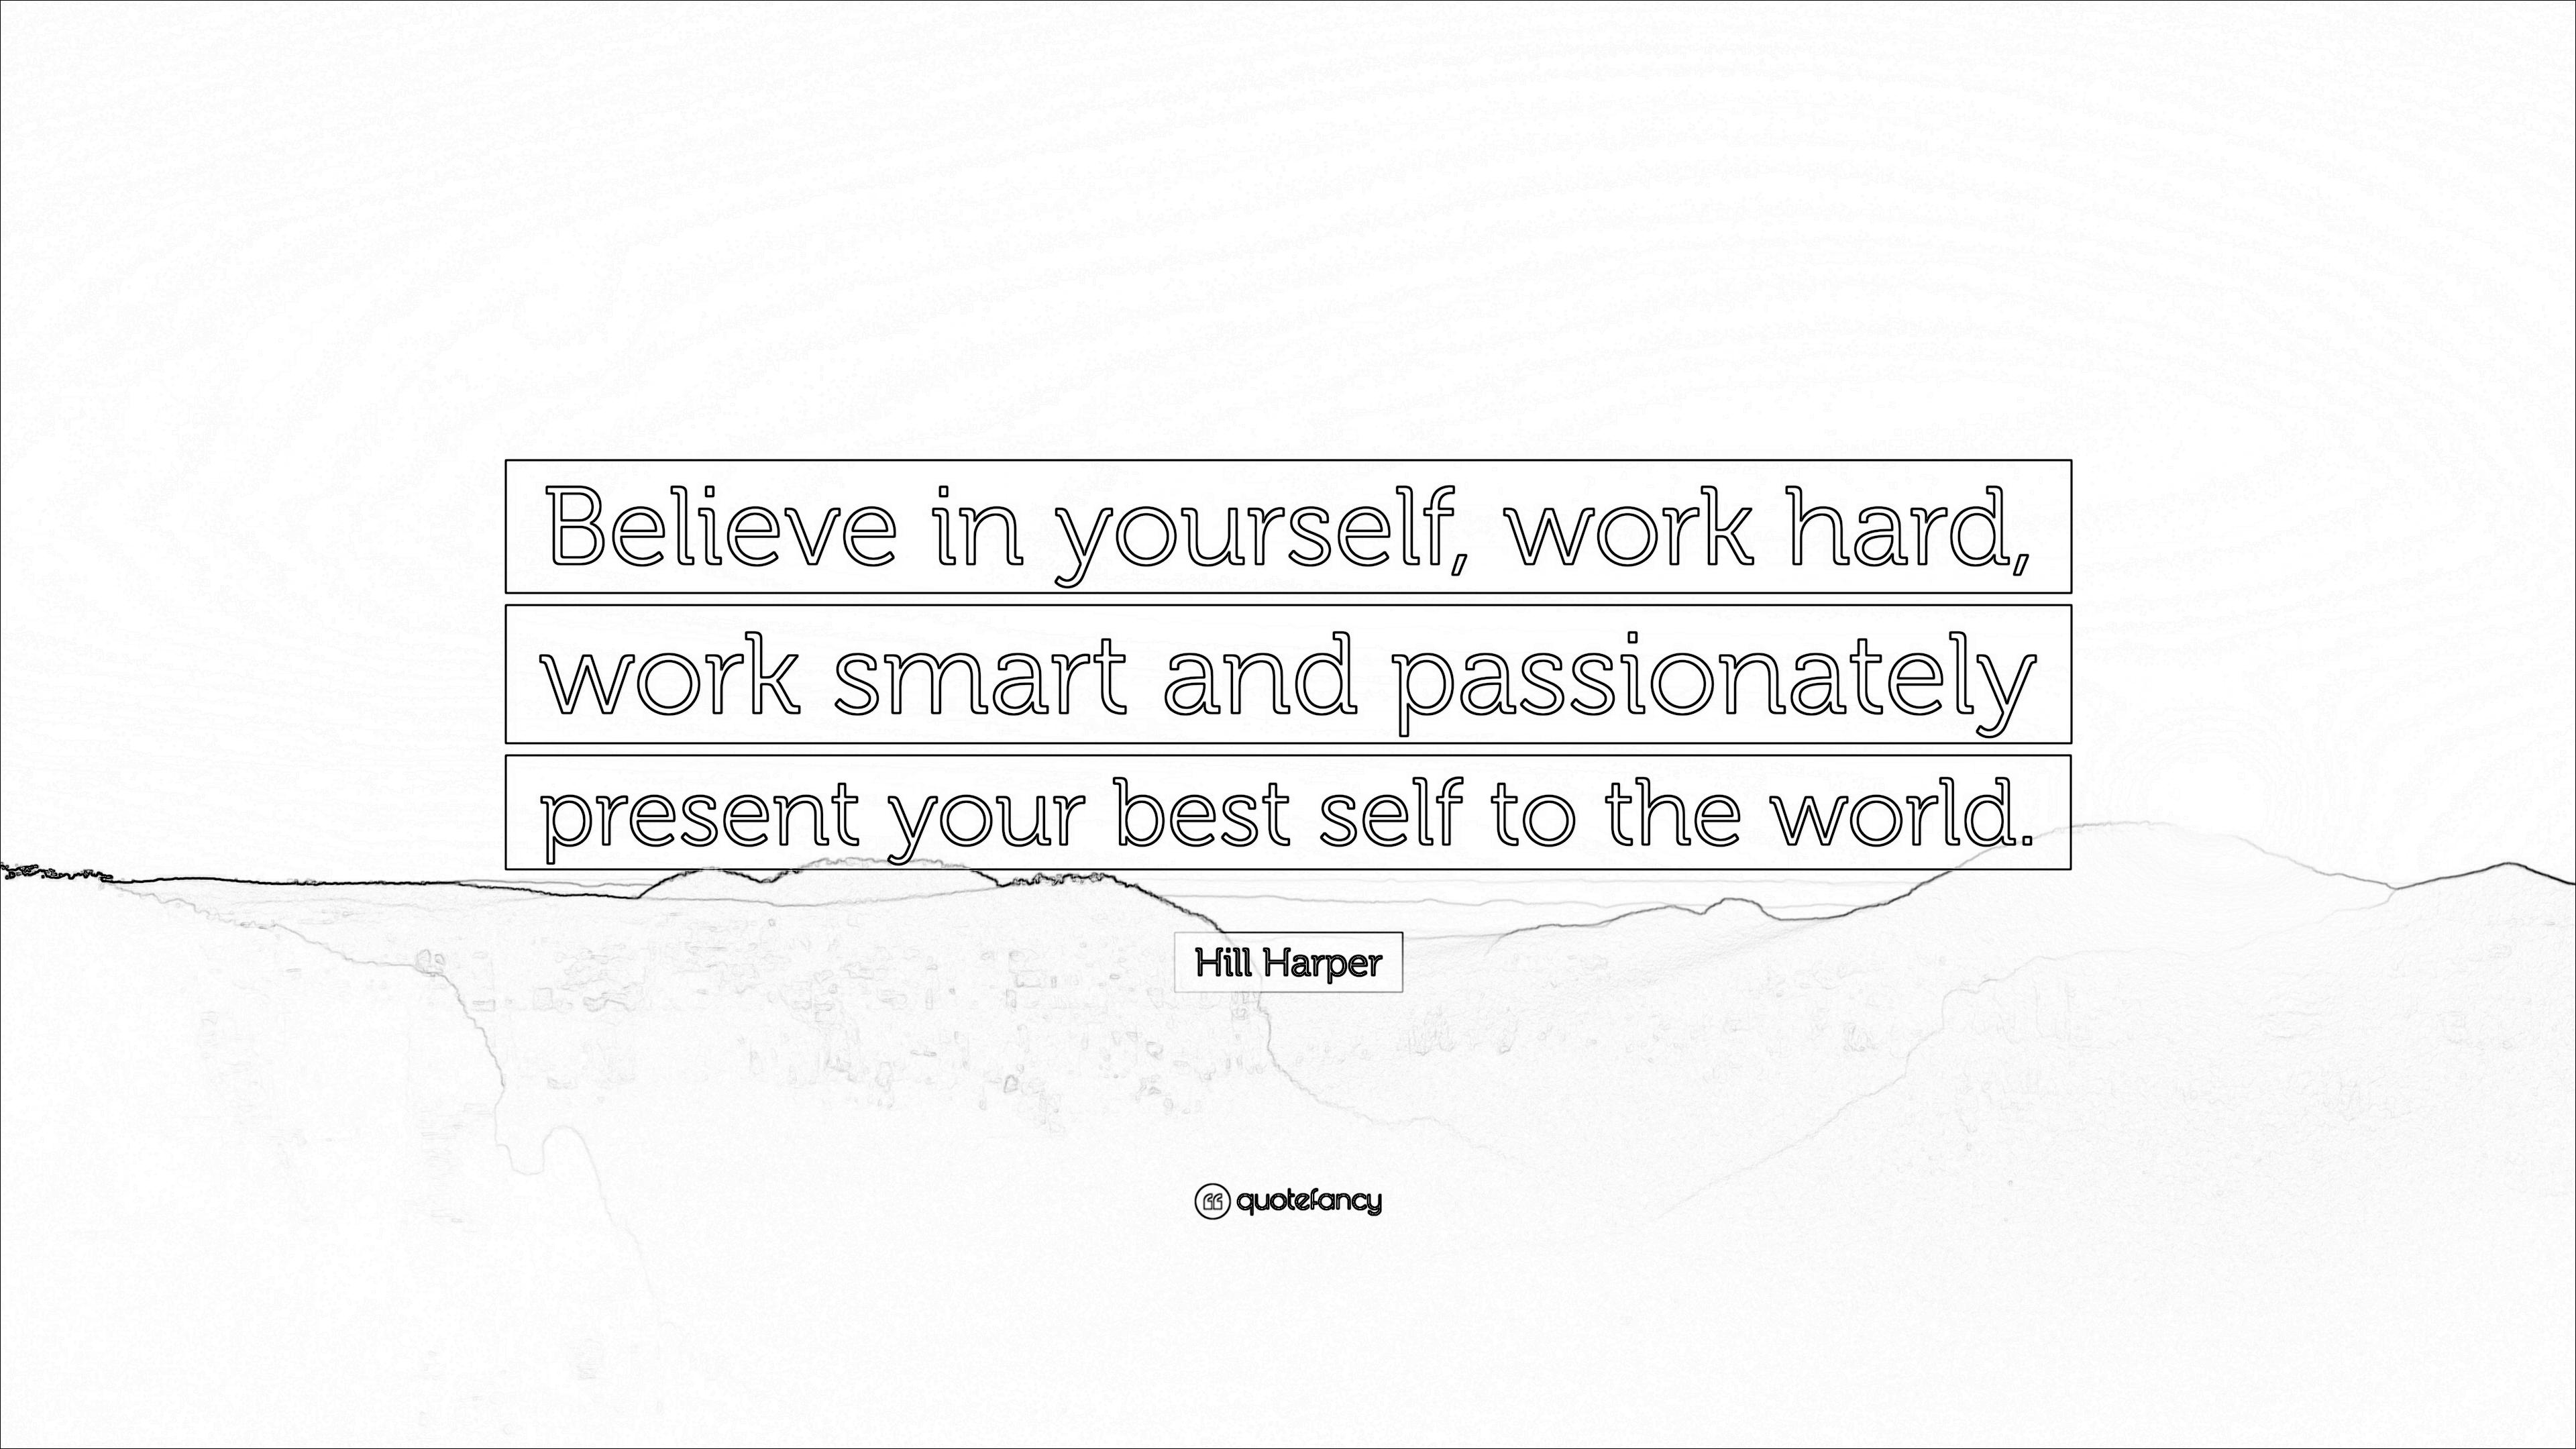 Believe in yourself, work hard,
work smart and passionately
present your best self to the world.
Hill Harper
quotefancy